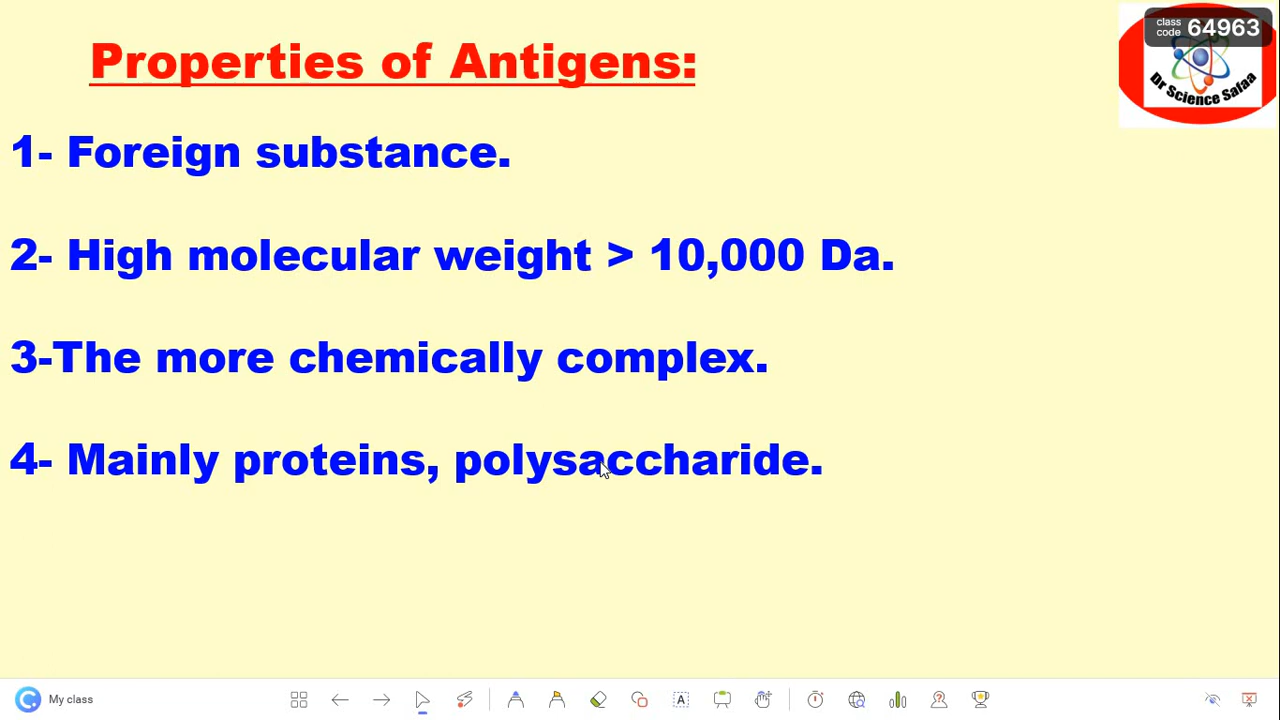 class code 64963
Properties of Antigens:
Dr Science Safaa
1- Foreign substance.
2- High molecular weight > 10,000 Da.
3-The more chemically complex.
4- Mainly proteins, polysaccharide.
My class
A